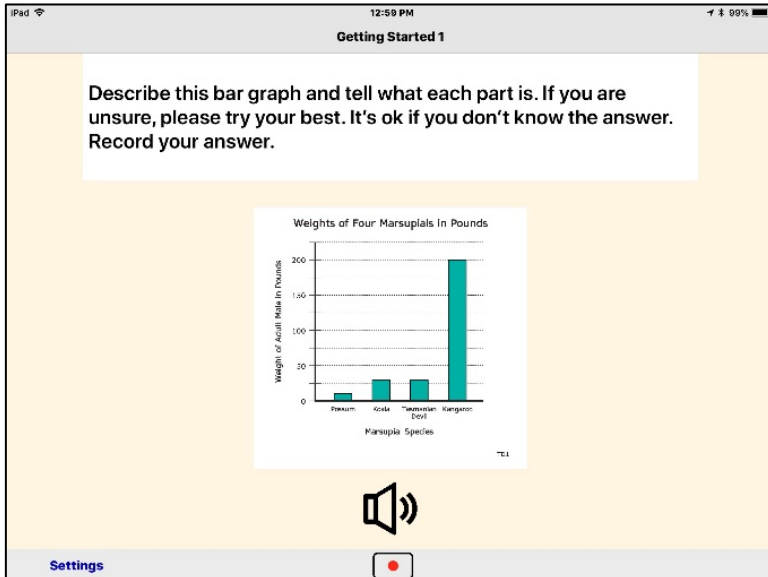 iPad 12:59 PM 99%
Getting Started 1
Describe this bar graph and tell what each part is. If you are
unsure, please try your best. It's ok if you don't know the answer.
Record your answer.
Weights of Four Marsupials in Pounds
Weight of Adult Male in Pounds
200
150
100
50
0
Possum Koala Tasmanian Kangaroo
Devil
Marsupial Species
Settings